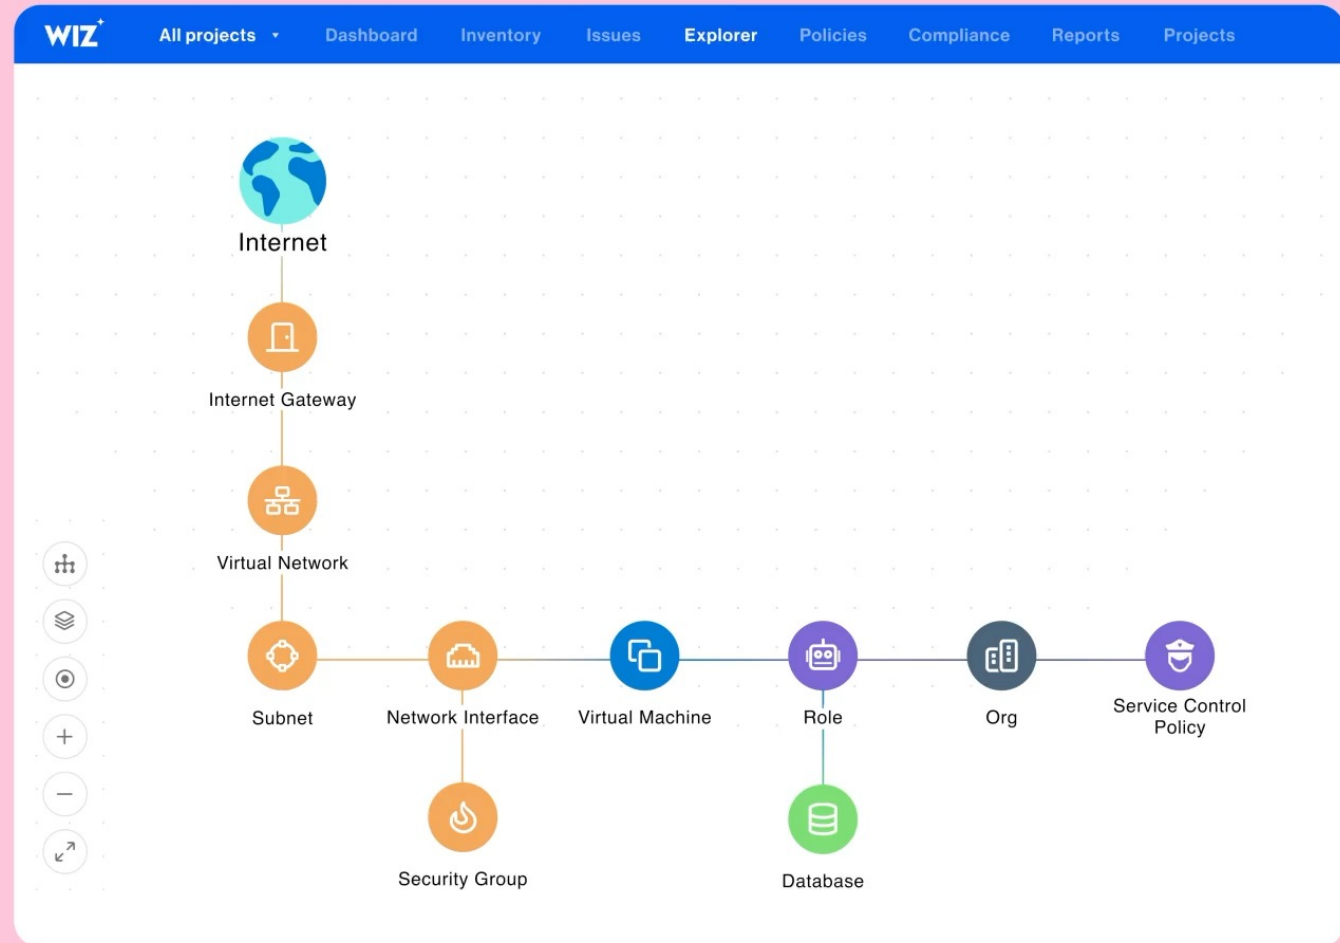 WIZ All projects Dashboard Inventory Issues Explorer Policies Compliance Reports Projects
Internet
Internet Gateway
Virtual Network
Subnet
Network Interface
Virtual Machine
Role
Org
Service Control
Policy
Security Group
Database